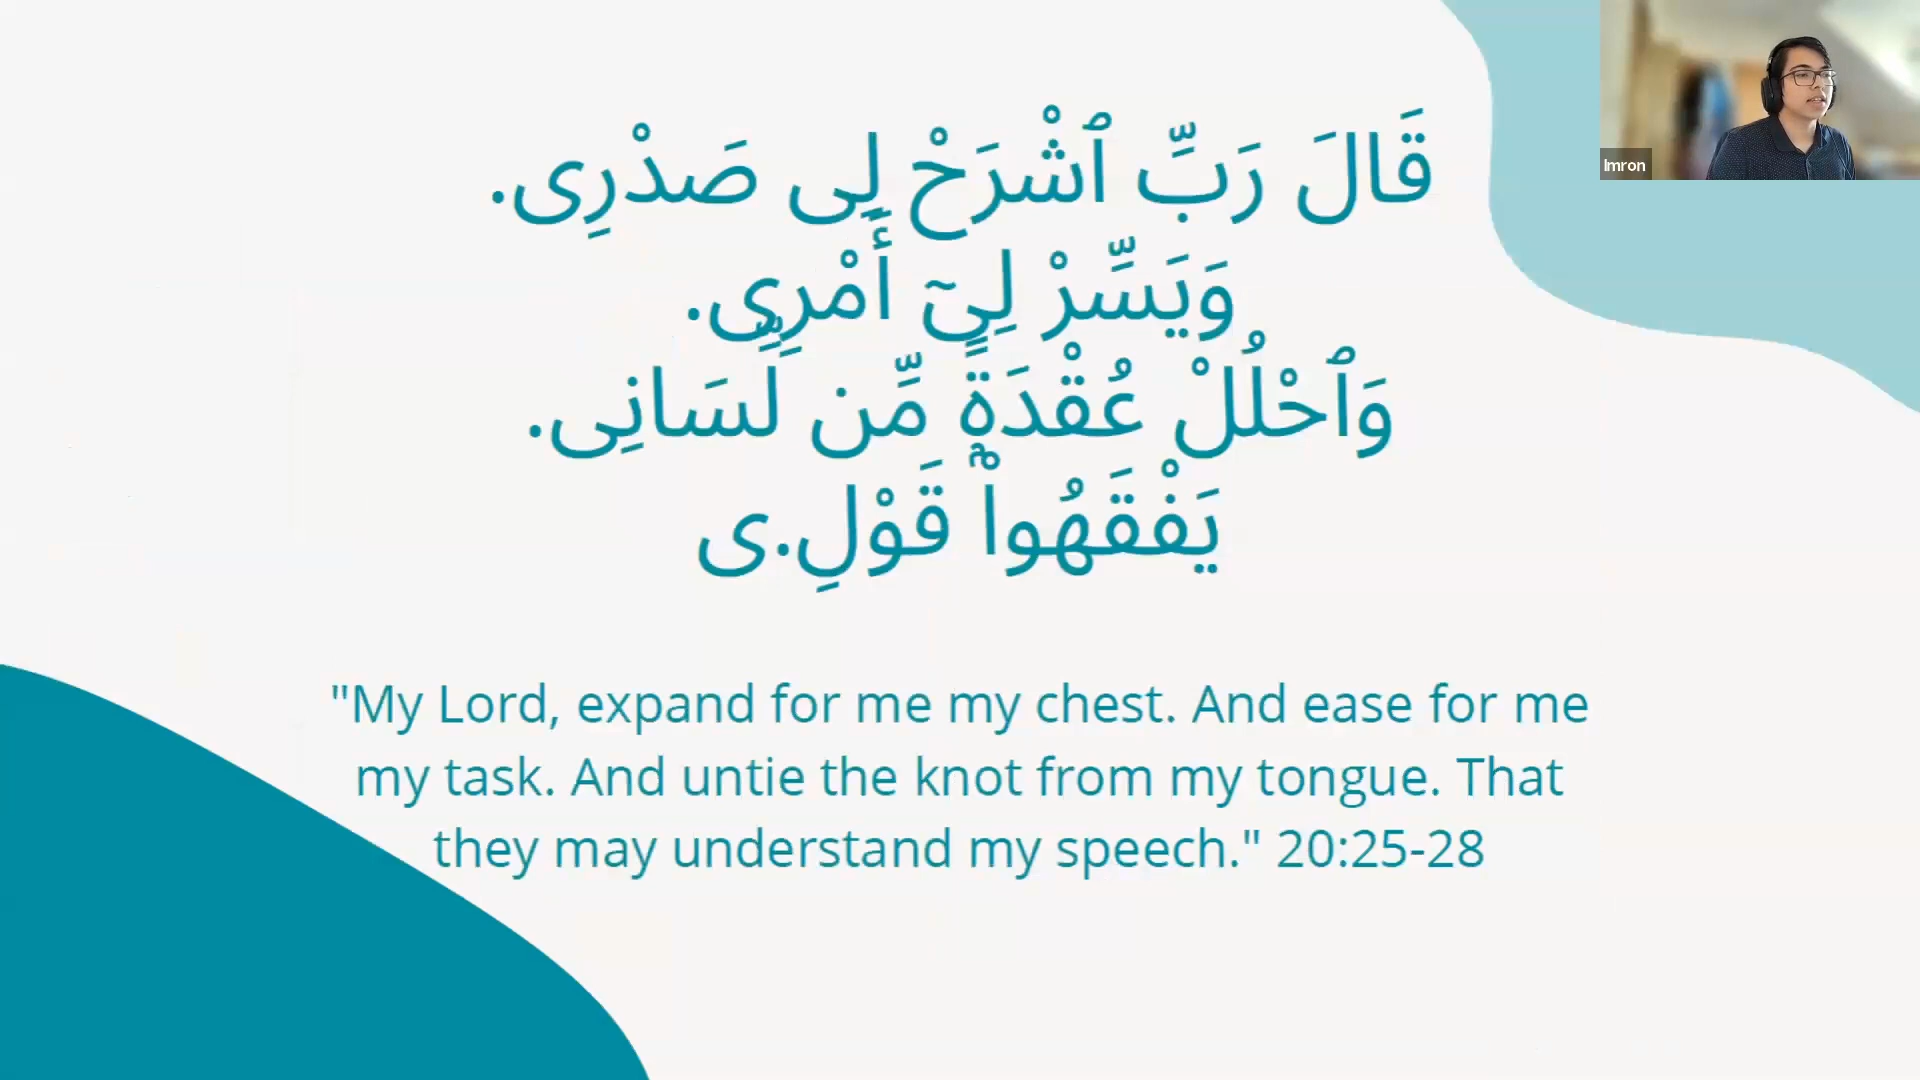 قَالَ رَبِّ ٱشْرَحْ لِى صَدْرِى.
وَيَسِّرْ لِىٓ أَمْرِى.
وَٱحْلُلْ عُقْدَةًۭ مِّن لِّسَانِى.
يَفْقَهُوا۟ قَوْلِ.ى
"My Lord, expand for me my chest. And ease for me
my task. And untie the knot from my tongue. That
they may understand my speech." 20:25-28
Imron